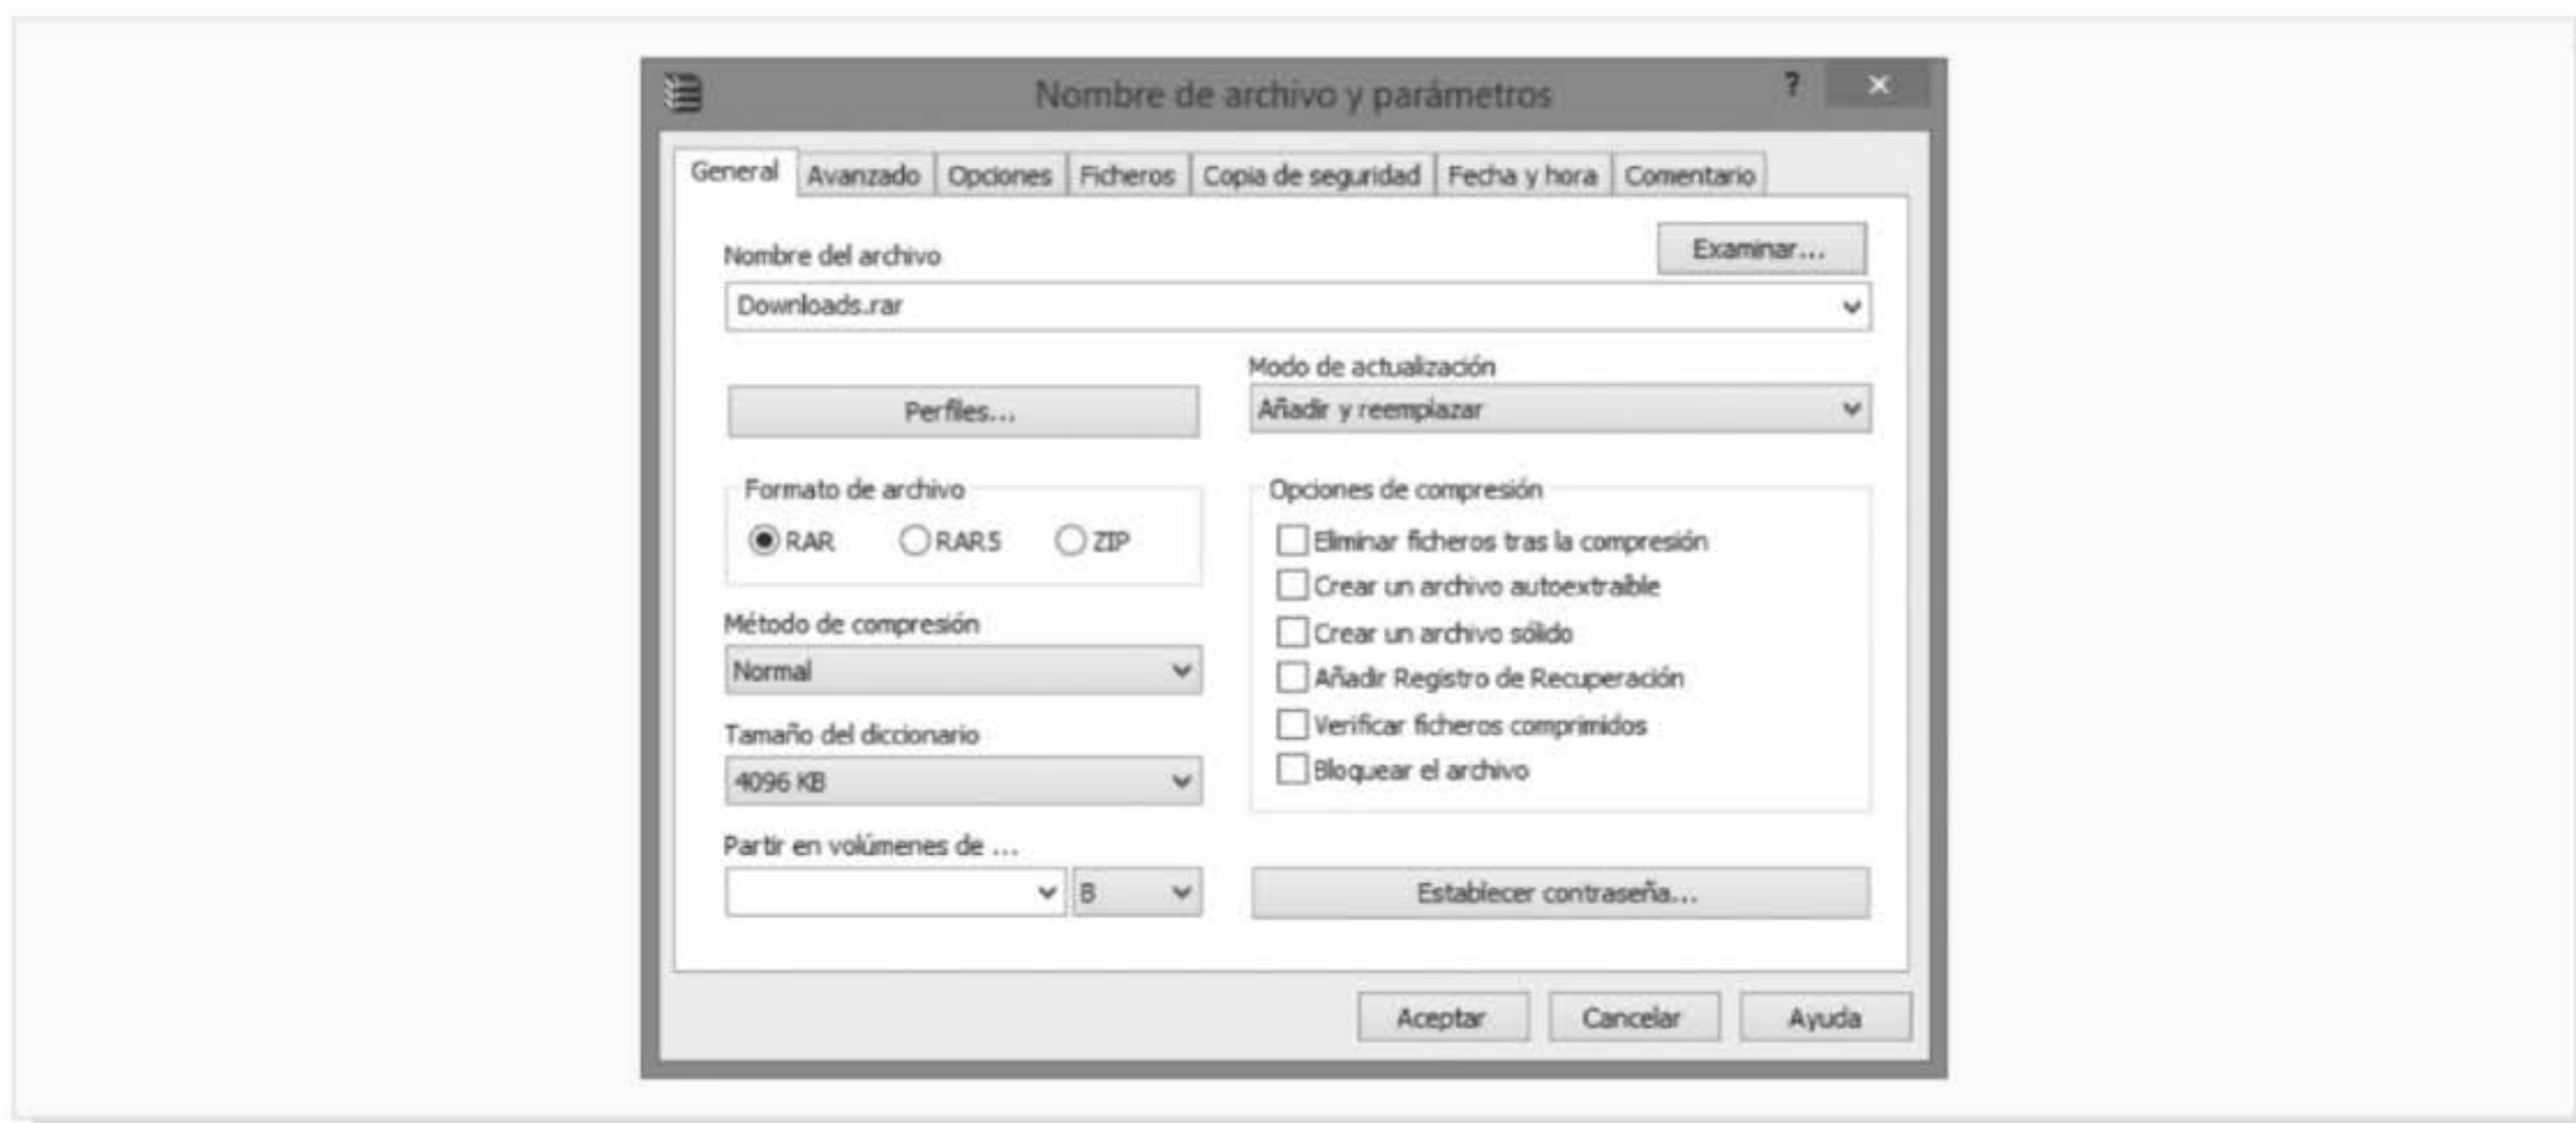 Nombre de archivo y parámetros
?
General Avanzado Opciones Ficheros Copia de seguridad Fecha y hora Comentario
Nombre del archivo
Examinar...
Downloads.rar
Perfiles...
Modo de actualización
Añadir y reemplazar
Formato de archivo
RAR RAR5 ZIP
Método de compresión
Normal
Tamaño del diccionario
4096 KB
Partir en volúmenes de ...
B
Opciones de compresión
Eliminar ficheros tras la compresión
Crear un archivo autoextraíble
Crear un archivo sólido
Añadir Registro de Recuperación
Verificar ficheros comprimidos
Bloquear el archivo
Establecer contraseña...
Aceptar Cancelar Ayuda